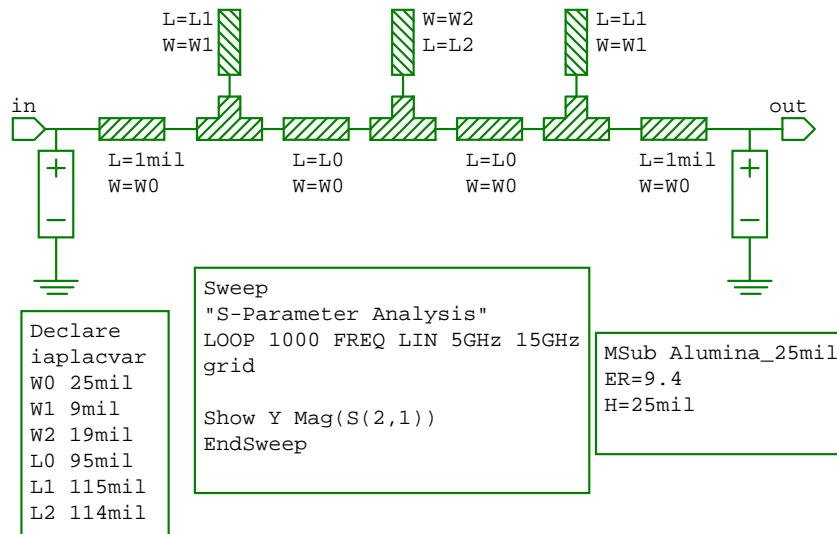 L=L1
W=W1
W=W2
L=L2
L=L1
W=W1
in
out
L=1mil
W=W0
L=L0
W=W0
L=L0
W=W0
L=1mil
W=W0
+
−
+
−
Declare
iaplacvar
W0 25mil
W1 9mil
W2 19mil
L0 95mil
L1 115mil
L2 114mil
Sweep
"S-Parameter Analysis"
LOOP 1000 FREQ LIN 5GHz 15GHz
grid
Show Y Mag(S(2,1))
EndSweep
MSub Alumina_25mil
ER=9.4
H=25mil